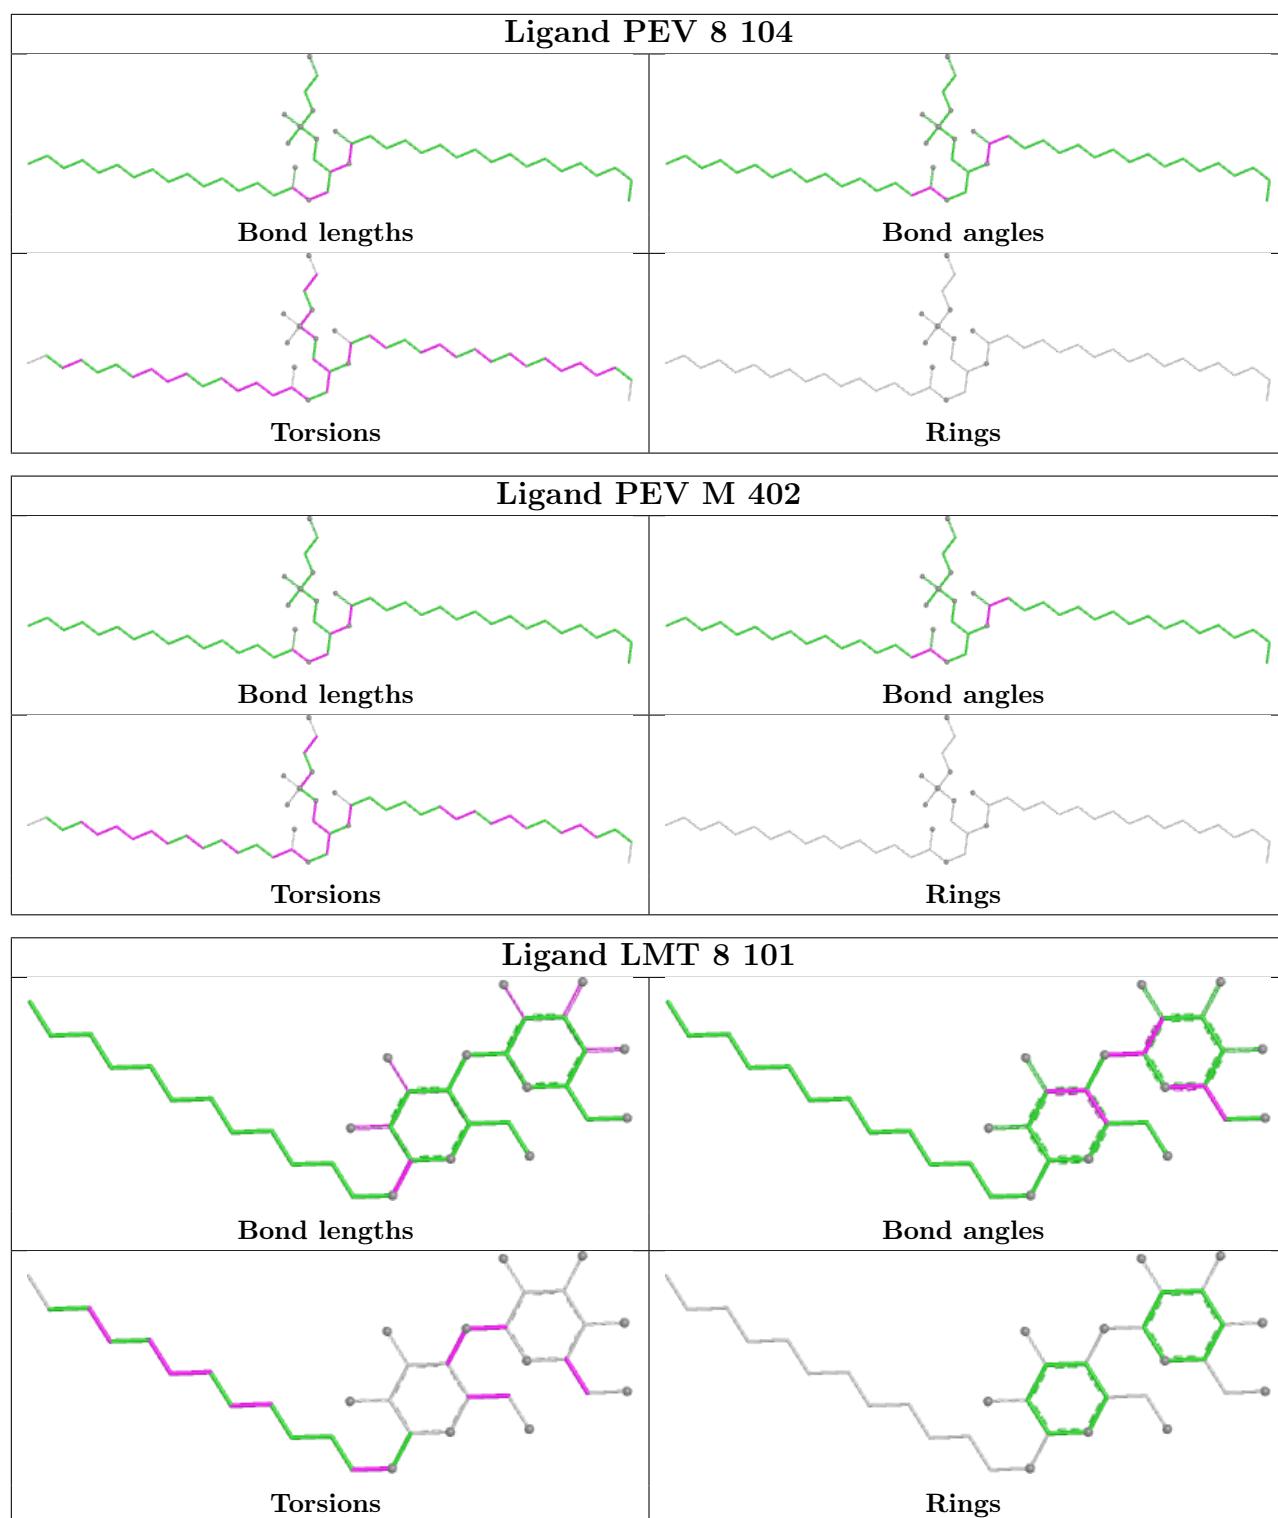 Ligand PEV 8 104
Bond lengths
Bond angles
Torsions
Rings
Ligand PEV M 402
Bond lengths
Bond angles
Torsions
Rings
Ligand LMT 8 101
Bond lengths
Bond angles
Torsions
Rings